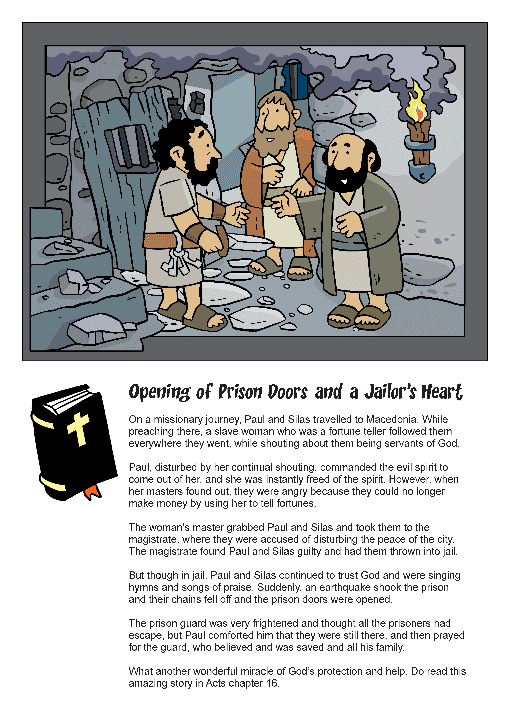 Opening of Prison Doors and a Jailor's Heart
On a missionary journey, Paul and Silas travelled to Macedonia. While
preaching there, a slave woman who was a fortune teller followed them
everywhere they went, while shouting about them being servants of God.
Paul, disturbed by her continual shouting, commanded the evil spirit to
come out of her, and she was instantly freed of the spirit. However, when
her masters found out, they were angry because they could no longer
make money by using her to tell fortunes.
The woman's master grabbed Paul and Silas and took them to the
magistrate, where they were accused of disturbing the peace of the city.
The magistrate found Paul and Silas guilty and had them thrown into jail.
But though in jail, Paul and Silas continued to trust God and were singing
hymns and songs of praise. Suddenly, an earthquake shook the prison
and their chains fell off and the prison doors were opened.
The prison guard was very frightened and thought all the prisoners had
escape, but Paul comforted him that they were still there, and then prayed
for the guard, who believed and was saved and all his family.
What another wonderful miracle of God's protection and help. Do read this
amazing story in Acts chapter 16.